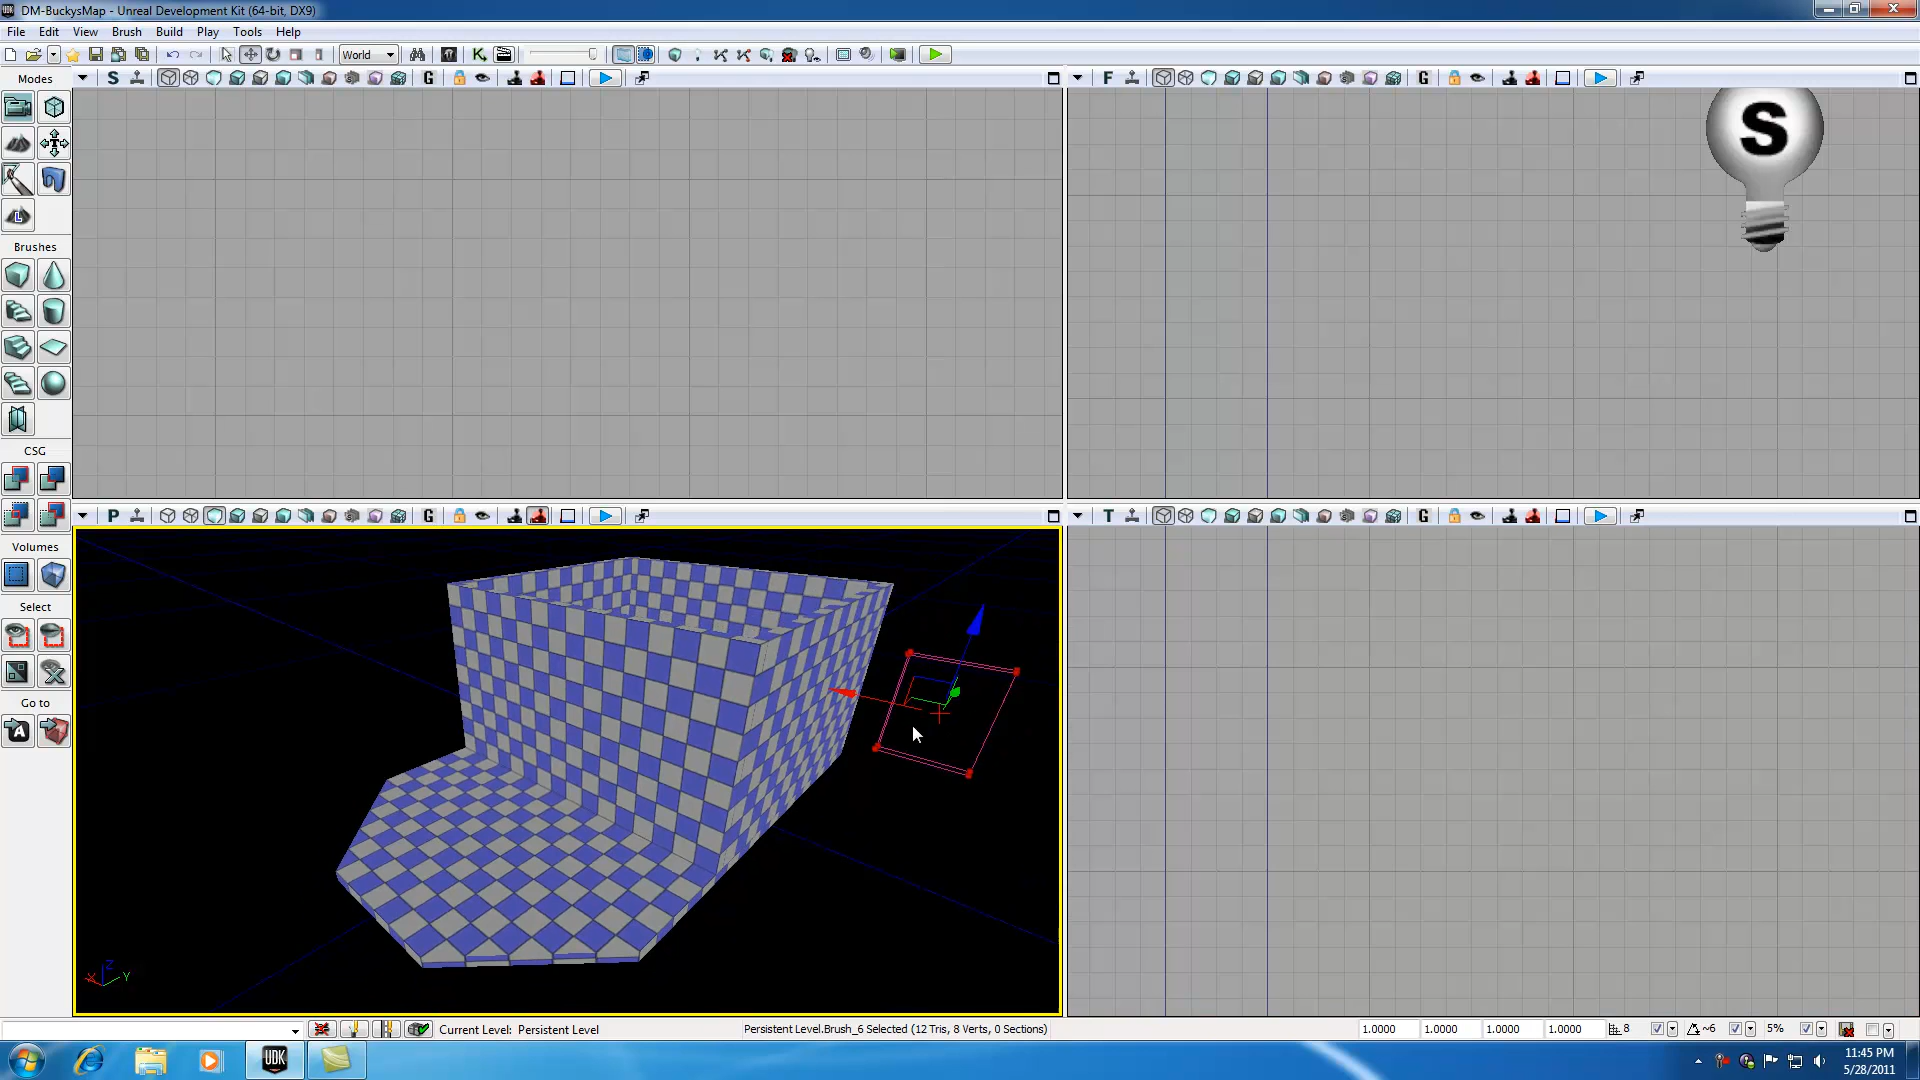 DM-BuckysMap - Unreal Development Kit (64-bit, DX9)
File Edit View Brush Build Play Tools Help
World
Modes
S G
F G
S
L
Brushes
CSG
P G
T G
Volumes
Select
Go to
A
X Z Y
Current Level: Persistent Level
Persistent Level.Brush_6 Selected (12 Tris, 8 Verts, 0 Sections)
1.0000 1.0000 1.0000 1.0000 8 ~6 5%
UDK
11:45 PM
5/28/2011